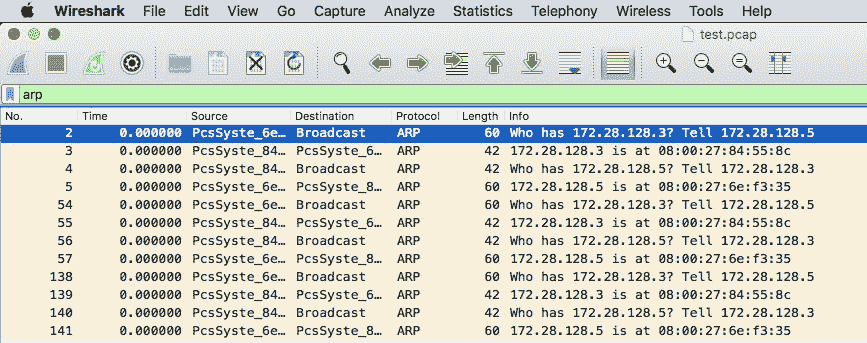 Wireshark File Edit View Go Capture Analyze Statistics Telephony Wireless Tools Help
test.pcap
arp
No. Time Source Destination Protocol Length Info
2 0.000000 PcsSyste_6e… Broadcast ARP 60 Who has 172.28.128.3? Tell 172.28.128.5
3 0.000000 PcsSyste_84… PcsSyste_6… ARP 42 172.28.128.3 is at 08:00:27:84:55:8c
4 0.000000 PcsSyste_84… Broadcast ARP 42 Who has 172.28.128.5? Tell 172.28.128.3
5 0.000000 PcsSyste_6e… PcsSyste_8… ARP 60 172.28.128.5 is at 08:00:27:6e:f3:35
54 0.000000 PcsSyste_6e… Broadcast ARP 60 Who has 172.28.128.3? Tell 172.28.128.5
55 0.000000 PcsSyste_84… PcsSyste_6… ARP 42 172.28.128.3 is at 08:00:27:84:55:8c
56 0.000000 PcsSyste_84… Broadcast ARP 42 Who has 172.28.128.5? Tell 172.28.128.3
57 0.000000 PcsSyste_6e… PcsSyste_8… ARP 60 172.28.128.5 is at 08:00:27:6e:f3:35
138 0.000000 PcsSyste_6e… Broadcast ARP 60 Who has 172.28.128.3? Tell 172.28.128.5
139 0.000000 PcsSyste_84… PcsSyste_6… ARP 42 172.28.128.3 is at 08:00:27:84:55:8c
140 0.000000 PcsSyste_84… Broadcast ARP 42 Who has 172.28.128.5? Tell 172.28.128.3
141 0.000000 PcsSyste_6e… PcsSyste_8… ARP 60 172.28.128.5 is at 08:00:27:6e:f3:35